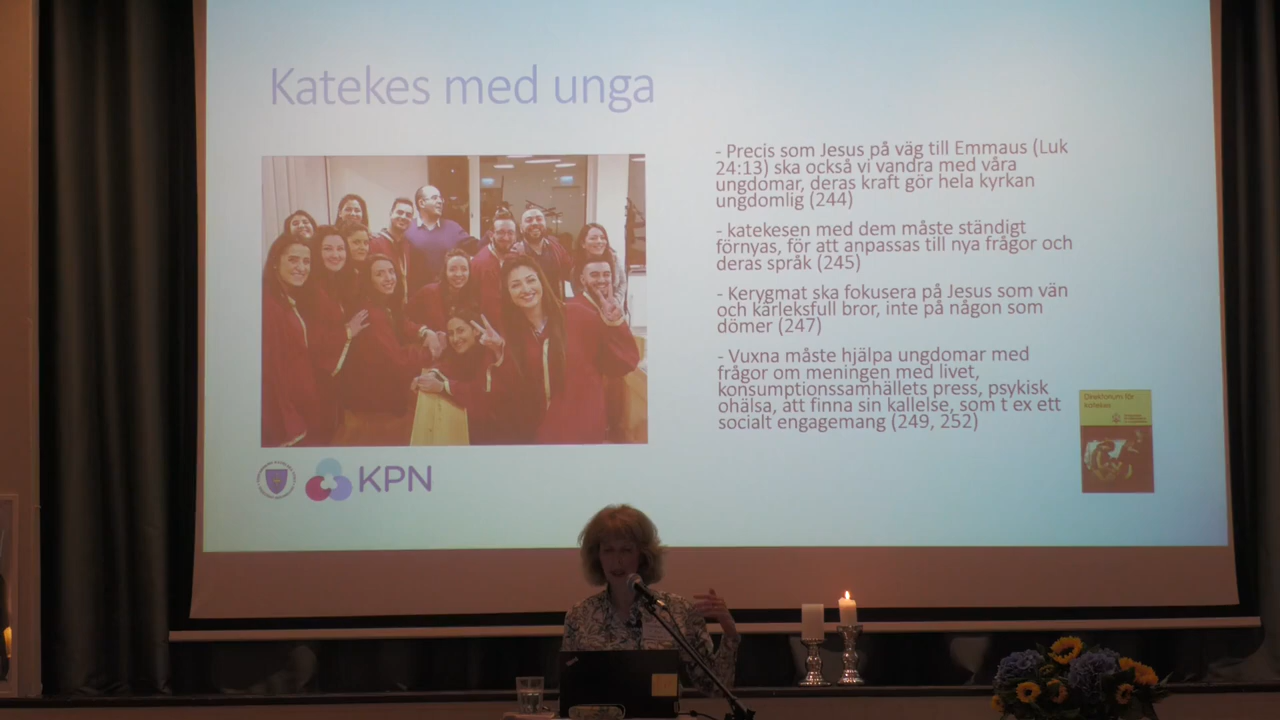 Katekes med unga
- Precis som Jesus på väg till Emmaus (Luk
24:13) ska också vi vandra med våra
ungdomar, deras kraft gör hela kyrkan
ungdomlig (244)
- katekesen med dem måste ständigt
förnyas, för att anpassas till nya frågor och
deras språk (245)
- Kerygmat ska fokusera på Jesus som vän
och kärleksfull bror, inte på någon som
dömer (247)
- Vuxna måste hjälpa ungdomar med
frågor om meningen med livet,
konsumptionssamhällets press, psykisk
ohälsa, att finna sin kallelse, som t ex ett
socialt engagemang (249, 252)
Direktorium för
katekes
KPN